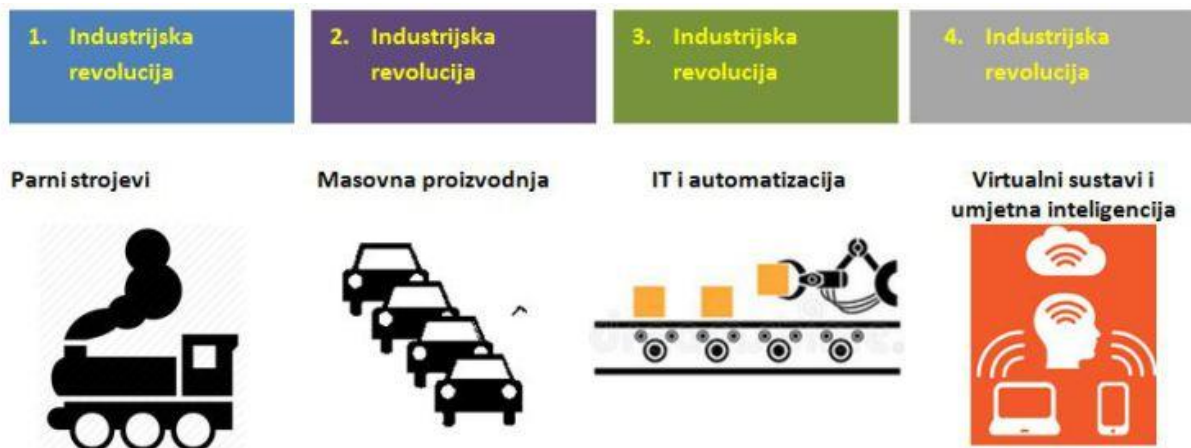 1. Industrijska
revolucija
2. Industrijska
revolucija
3. Industrijska
revolucija
4. Industrijska
revolucija
Parni strojevi
Masovna proizvodnja
IT i automatizacija
Virtualni sustavi i
umjetna inteligencija